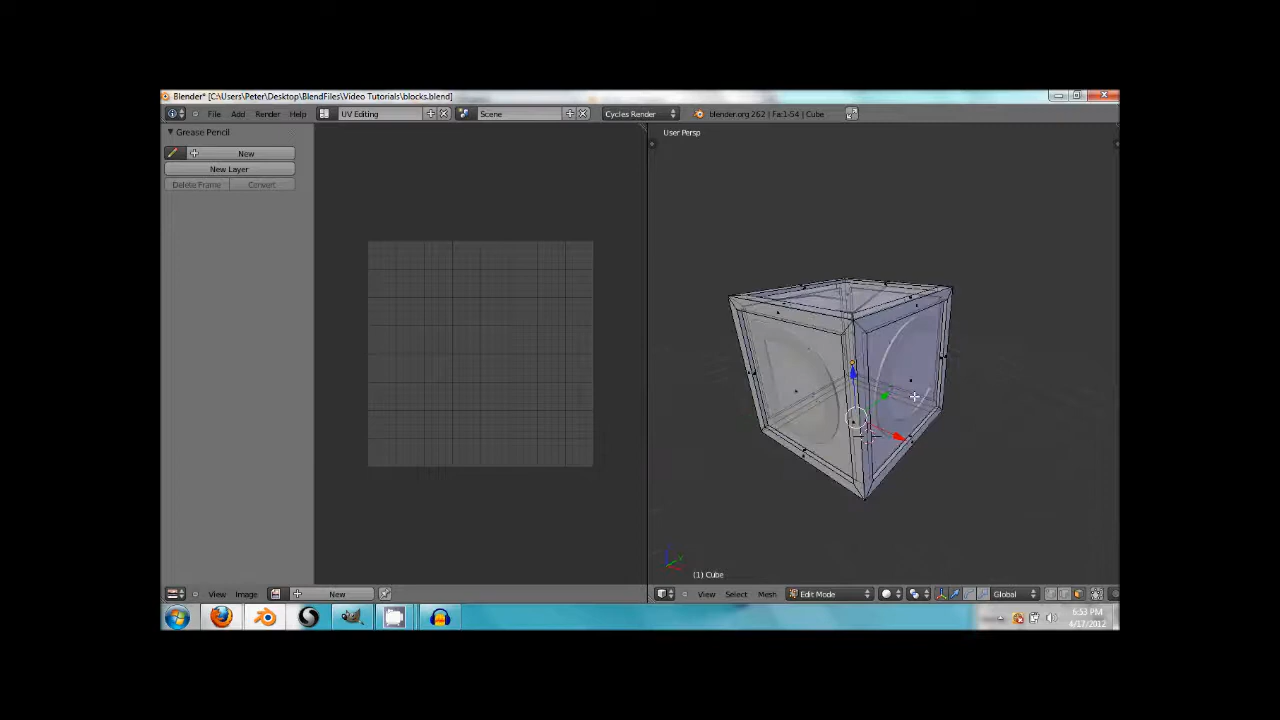 Blender* [C:\Users\Peter\Desktop\BlendFiles\Video Tutorials\blocks.blend]
File Add Render Help UV Editing Scene Cycles Render blender.org 262 | Fa:1-54 | Cube
Grease Pencil
New
New Layer
Delete Frame Convert
User Persp
(1) Cube
View Image New
View Select Mesh Edit Mode Global
6:53 PM
4/17/2012